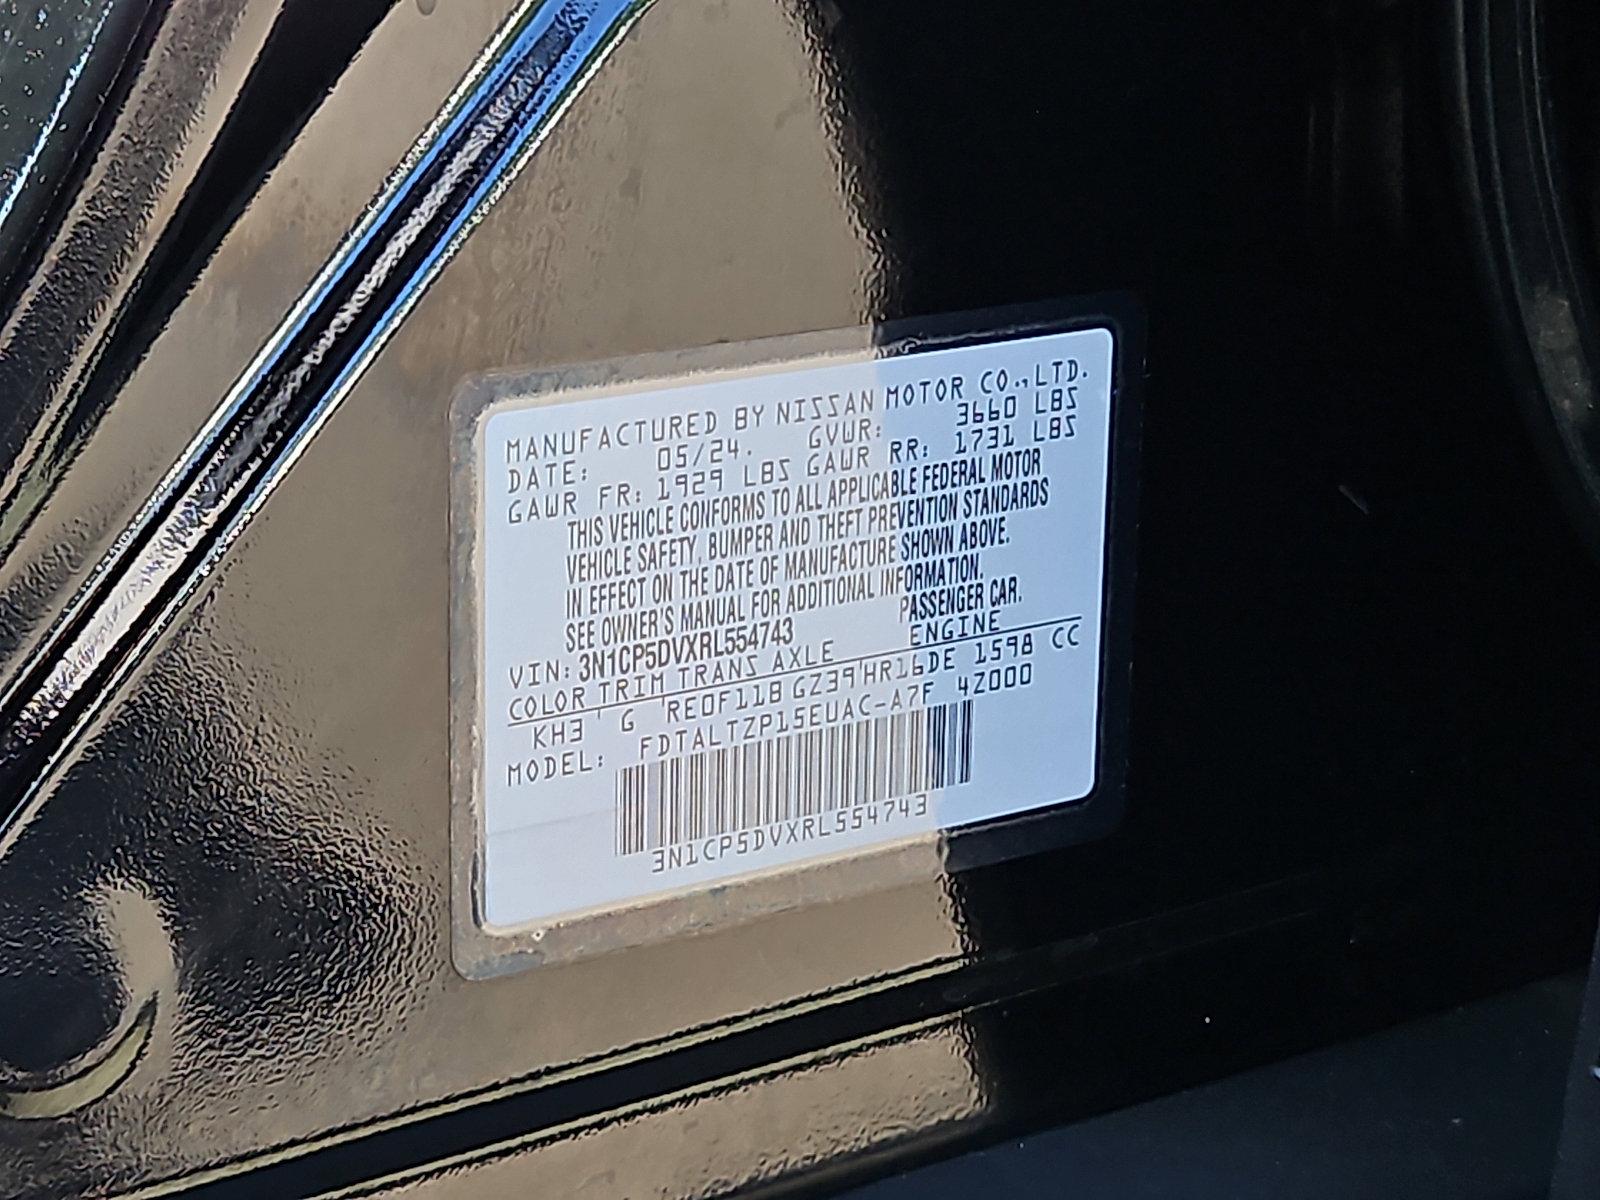 MANUFACTURED BY NISSAN MOTOR CO.,LTD.
DATE: 05/24. GVWR: 3660 LBS
GAWR FR: 1929 LBS GAWR RR: 1731 LBS
THIS VEHICLE CONFORMS TO ALL APPLICABLE FEDERAL MOTOR
VEHICLE SAFETY, BUMPER AND THEFT PREVENTION STANDARDS
IN EFFECT ON THE DATE OF MANUFACTURE SHOWN ABOVE.
SEE OWNER'S MANUAL FOR ADDITIONAL INFORMATION.
VIN: 3N1CP5DVXRL554743 PASSENGER CAR.
COLOR TRIM TRANS AXLE ENGINE
KH3 G RE0F11B GZ39 HR16DE 1598 CC
MODEL: FDTALTZP15EUAC-A7F 4Z000
3N1CP5DVXRL554743